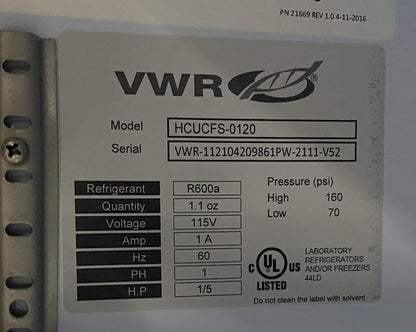 PN 21669 REV 1.0 4-11-2016
VWR®
Model HCUCFS-0120
Serial VWR-112104209861PW-2111-V52
Refrigerant R600a
Quantity 1.1 oz
Voltage 115V
Amp 1 A
Hz 60
PH 1
H.P 1/5
Pressure (psi)
High 160
Low 70
C UL® US
LISTED
LABORATORY
REFRIGERATORS
AND/OR FREEZERS
44LD
Do not clean the label with solvent